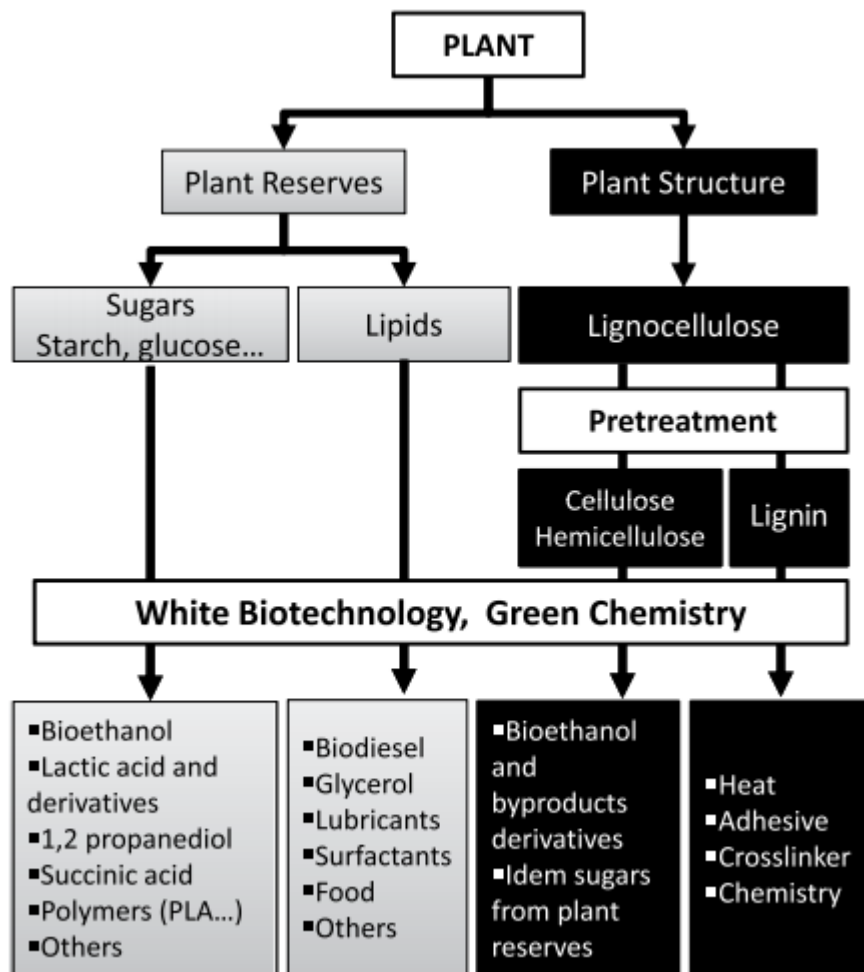 PLANT
Plant Reserves
Plant Structure
Sugars
Starch, glucose…
Lipids
Lignocellulose
Pretreatment
Cellulose
Hemicellulose
Lignin
White Biotechnology, Green Chemistry
▪Bioethanol
▪Lactic acid and
derivatives
▪1,2 propanediol
▪Succinic acid
▪Polymers (PLA…)
▪Others
▪Biodiesel
▪Glycerol
▪Lubricants
▪Surfactants
▪Food
▪Others
▪Bioethanol
and
byproducts
derivatives
▪Idem sugars
from plant
reserves
▪Heat
▪Adhesive
▪Crosslinker
▪Chemistry